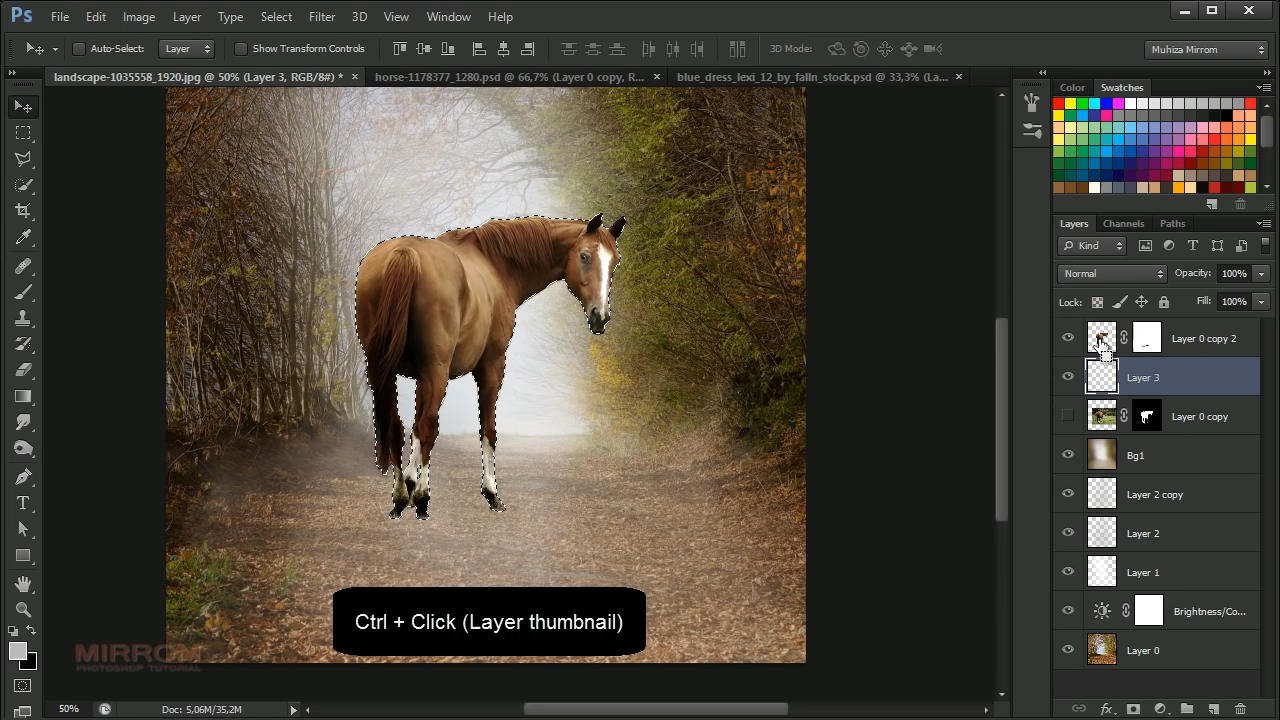 Ps File Edit Image Layer Type Select Filter 3D View Window Help
Auto-Select: Layer Show Transform Controls 3D Mode: Muhiza Mirrom
landscape-1035558_1920.jpg @ 50% (Layer 3, RGB/8#) * × horse-1178377_1280.psd @ 66,7% (Layer 0 copy, R... × blue_dress_lexi_12_by_falln_stock.psd @ 33,3% (La... ×
Color Swatches
Layers Channels Paths
Kind
Normal Opacity: 100%
Lock: Fill: 100%
Layer 0 copy 2
Layer 3
Layer 0 copy
Bg1
Layer 2 copy
Layer 2
Layer 1
Brightness/Co...
Layer 0
Ctrl + Click (Layer thumbnail)
MIRROM
PHOTOSHOP TUTORIAL
50% Doc: 5,06M/35,2M